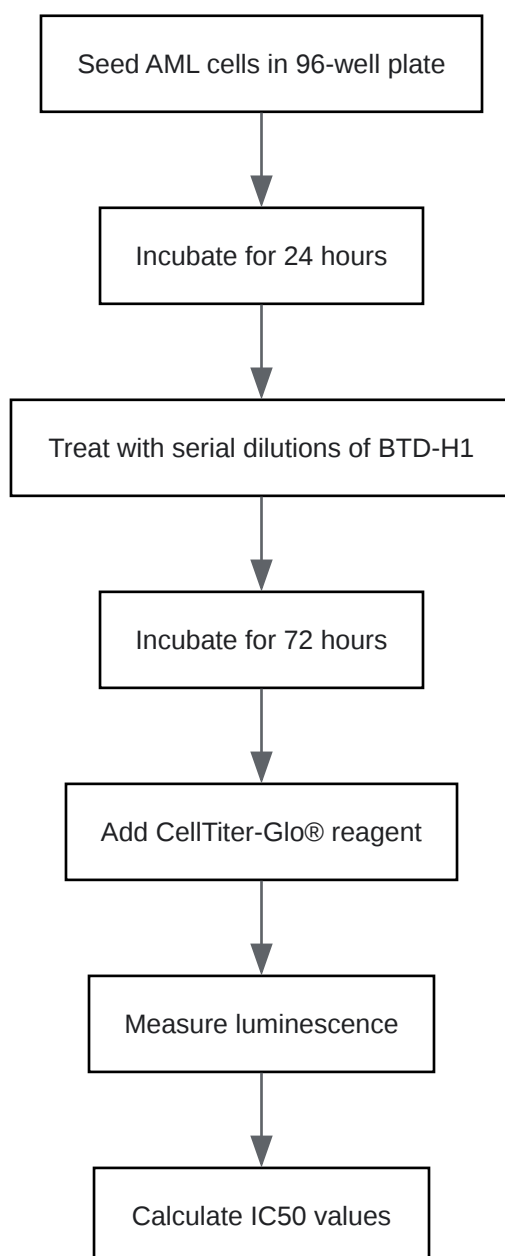 Seed AML cells in 96-well plate
Incubate for 24 hours
Treat with serial dilutions of BTD-H1
Incubate for 72 hours
Add CellTiter-Glo® reagent
Measure luminescence
Calculate IC50 values